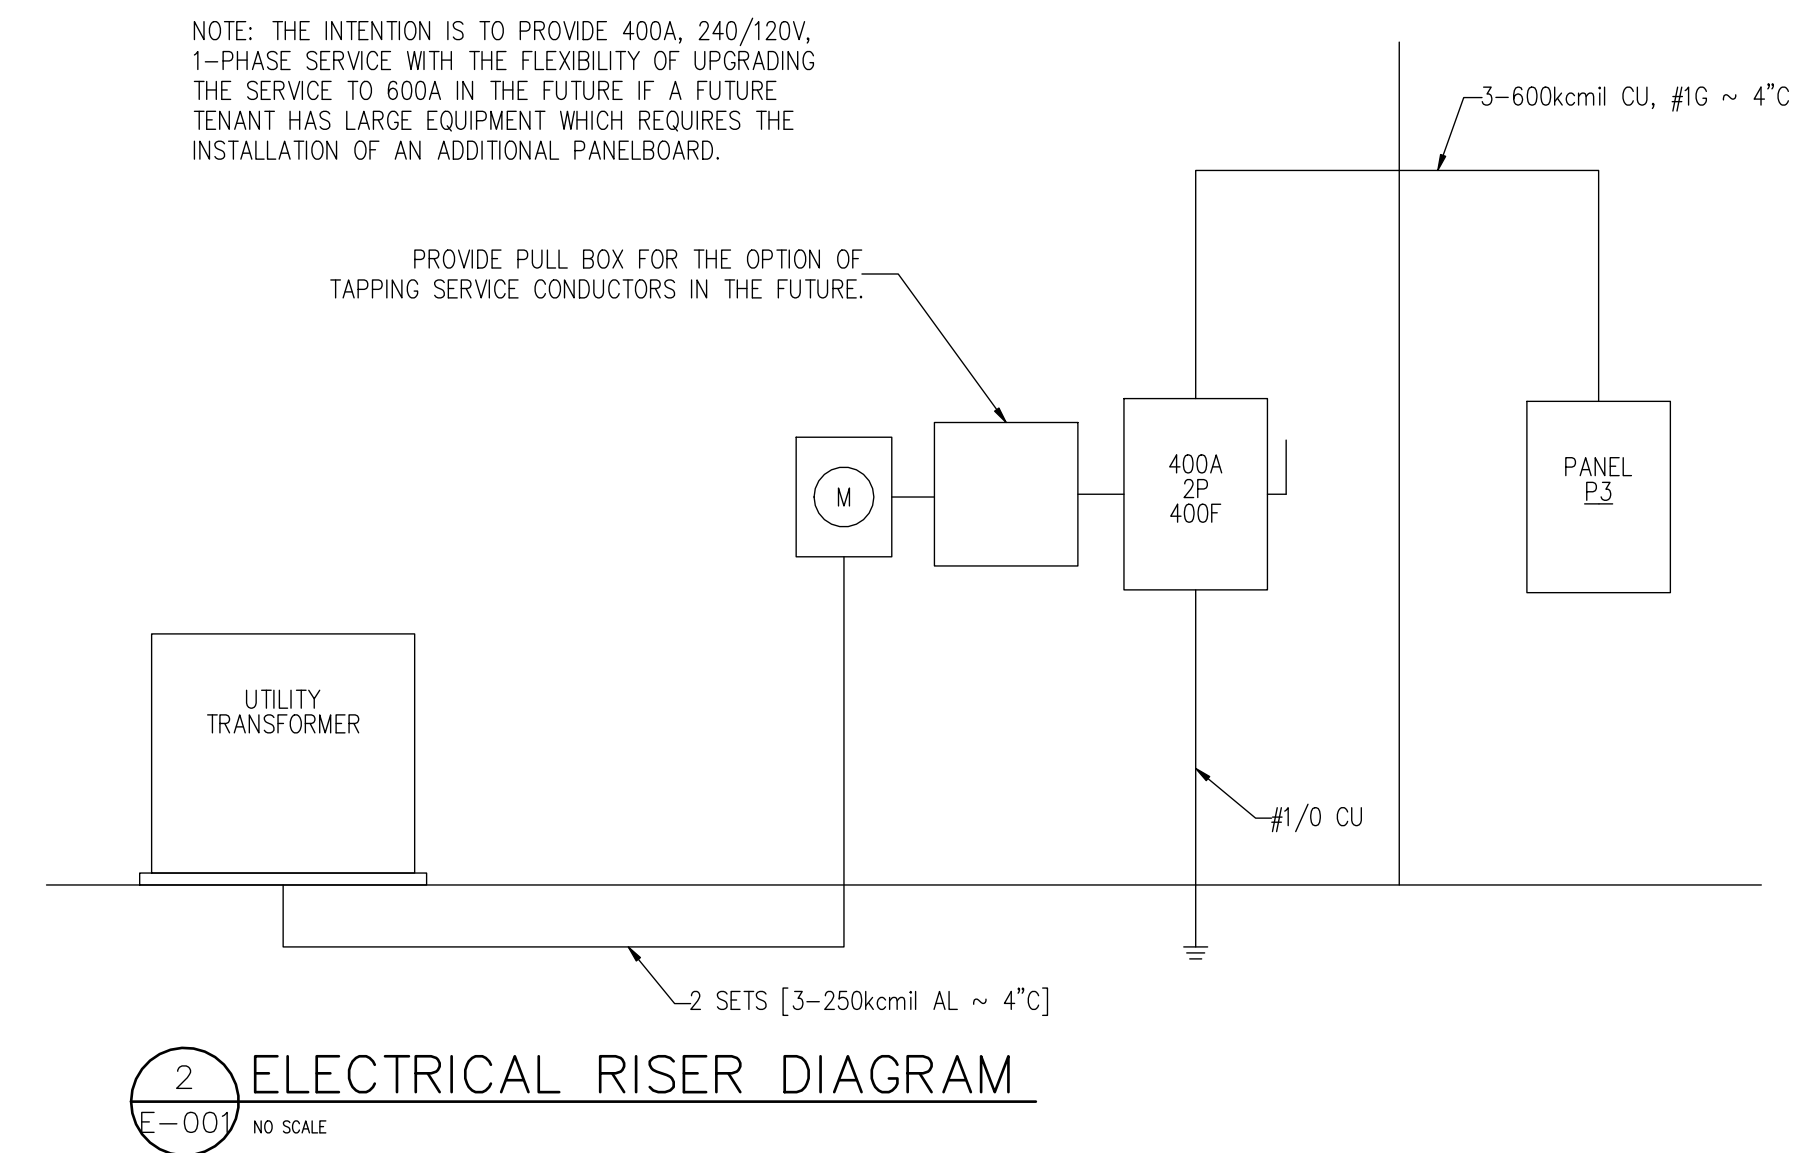 NOTE: THE INTENTION IS TO PROVIDE 400A, 240/120V,
1-PHASE SERVICE WITH THE FLEXIBILITY OF UPGRADING
THE SERVICE TO 600A IN THE FUTURE IF A FUTURE
TENANT HAS LARGE EQUIPMENT WHICH REQUIRES THE
INSTALLATION OF AN ADDITIONAL PANELBOARD.
3-600kcmil CU, #1G ~ 4"C
PROVIDE PULL BOX FOR THE OPTION OF
TAPPING SERVICE CONDUCTORS IN THE FUTURE.
M
400A
2P
400F
PANEL
P3
UTILITY
TRANSFORMER
#1/0 CU
2 SETS [3-250kcmil AL ~ 4"C]
2
E-001
ELECTRICAL RISER DIAGRAM
NO SCALE